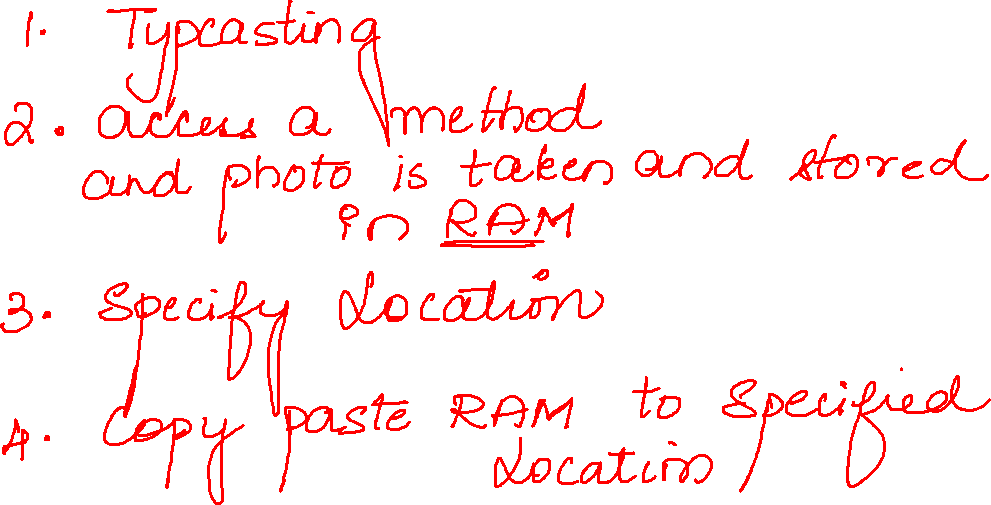 1. Typcasting
2. access a method
and photo is taken and stored
in RAM
3. Specify Location
4. Copy paste RAM to Specified
Location